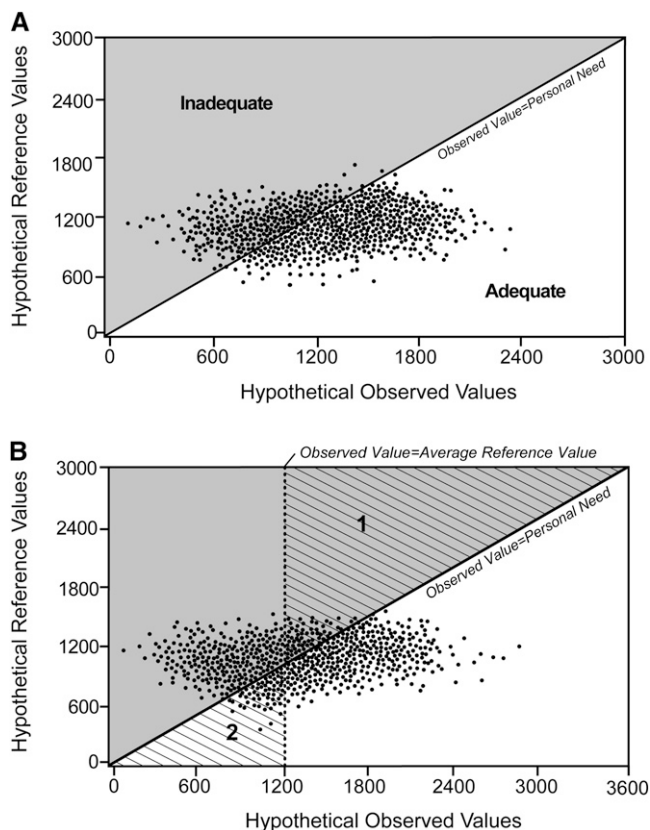 A
3000
2400
1800
1200
600
0
Hypothetical Reference Values
Inadequate
Observed Value=Personal Need
Adequate
0 600 1200 1800 2400 3000
Hypothetical Observed Values
B
Observed Value=Average Reference Value
3000
2400
1800
1200
600
0
Hypothetical Reference Values
1
Observed Value=Personal Need
2
0 600 1200 1800 2400 3000 3600
Hypothetical Observed Values